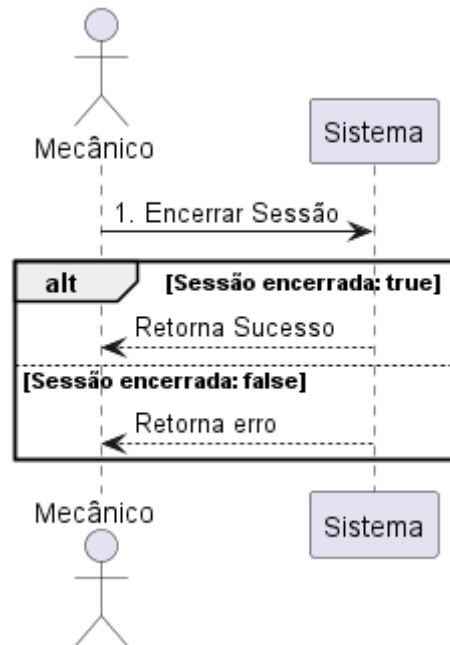 Mecânico
Sistema
1. Encerrar Sessão
alt
[Sessão encerrada: true]
Retorna Sucesso
[Sessão encerrada: false]
Retorna erro
Mecânico
Sistema